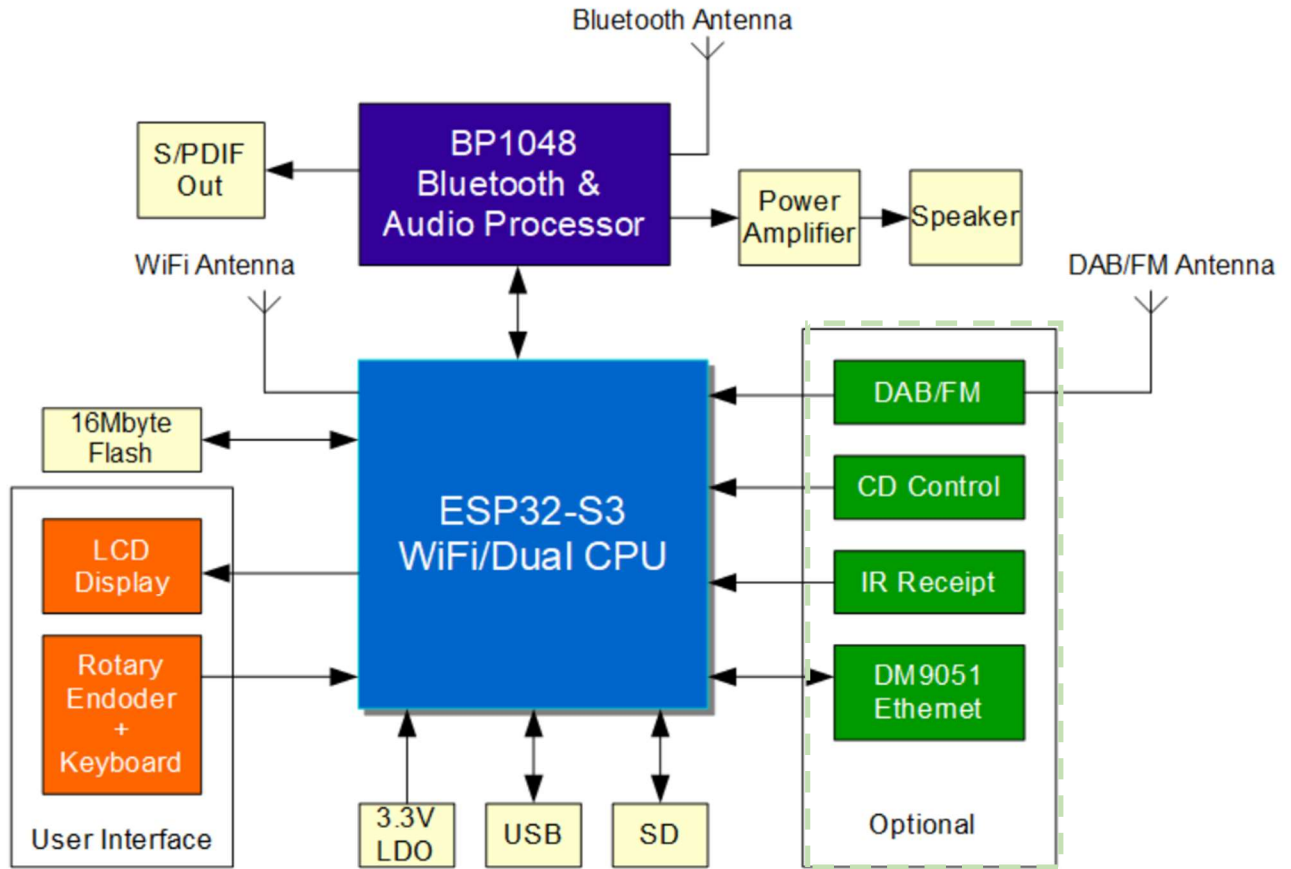 Bluetooth Antenna
BP1048
Bluetooth &
Audio Processor
S/PDIF
Out
Power
Amplifier
Speaker
WiFi Antenna
DAB/FM Antenna
16Mbyte
Flash
ESP32-S3
WiFi/Dual CPU
DAB/FM
CD Control
IR Receipt
DM9051
Ethernet
Optional
LCD
Display
Rotary
Endoder
+
Keyboard
User Interface
3.3V
LDO
USB
SD